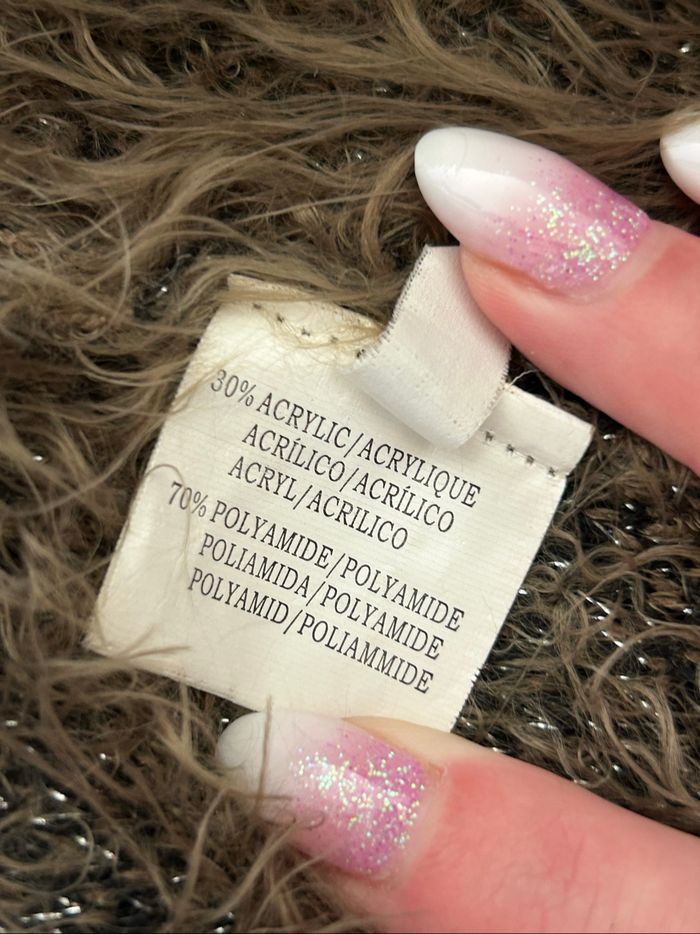 30% ACRYLIC/ACRYLIQUE
ACRÍLICO/ACRÍLICO
ACRYL/ACRILICO
70% POLYAMIDE/POLYAMIDE
POLIAMIDA/POLYAMIDE
POLYAMID/POLIAMMIDE